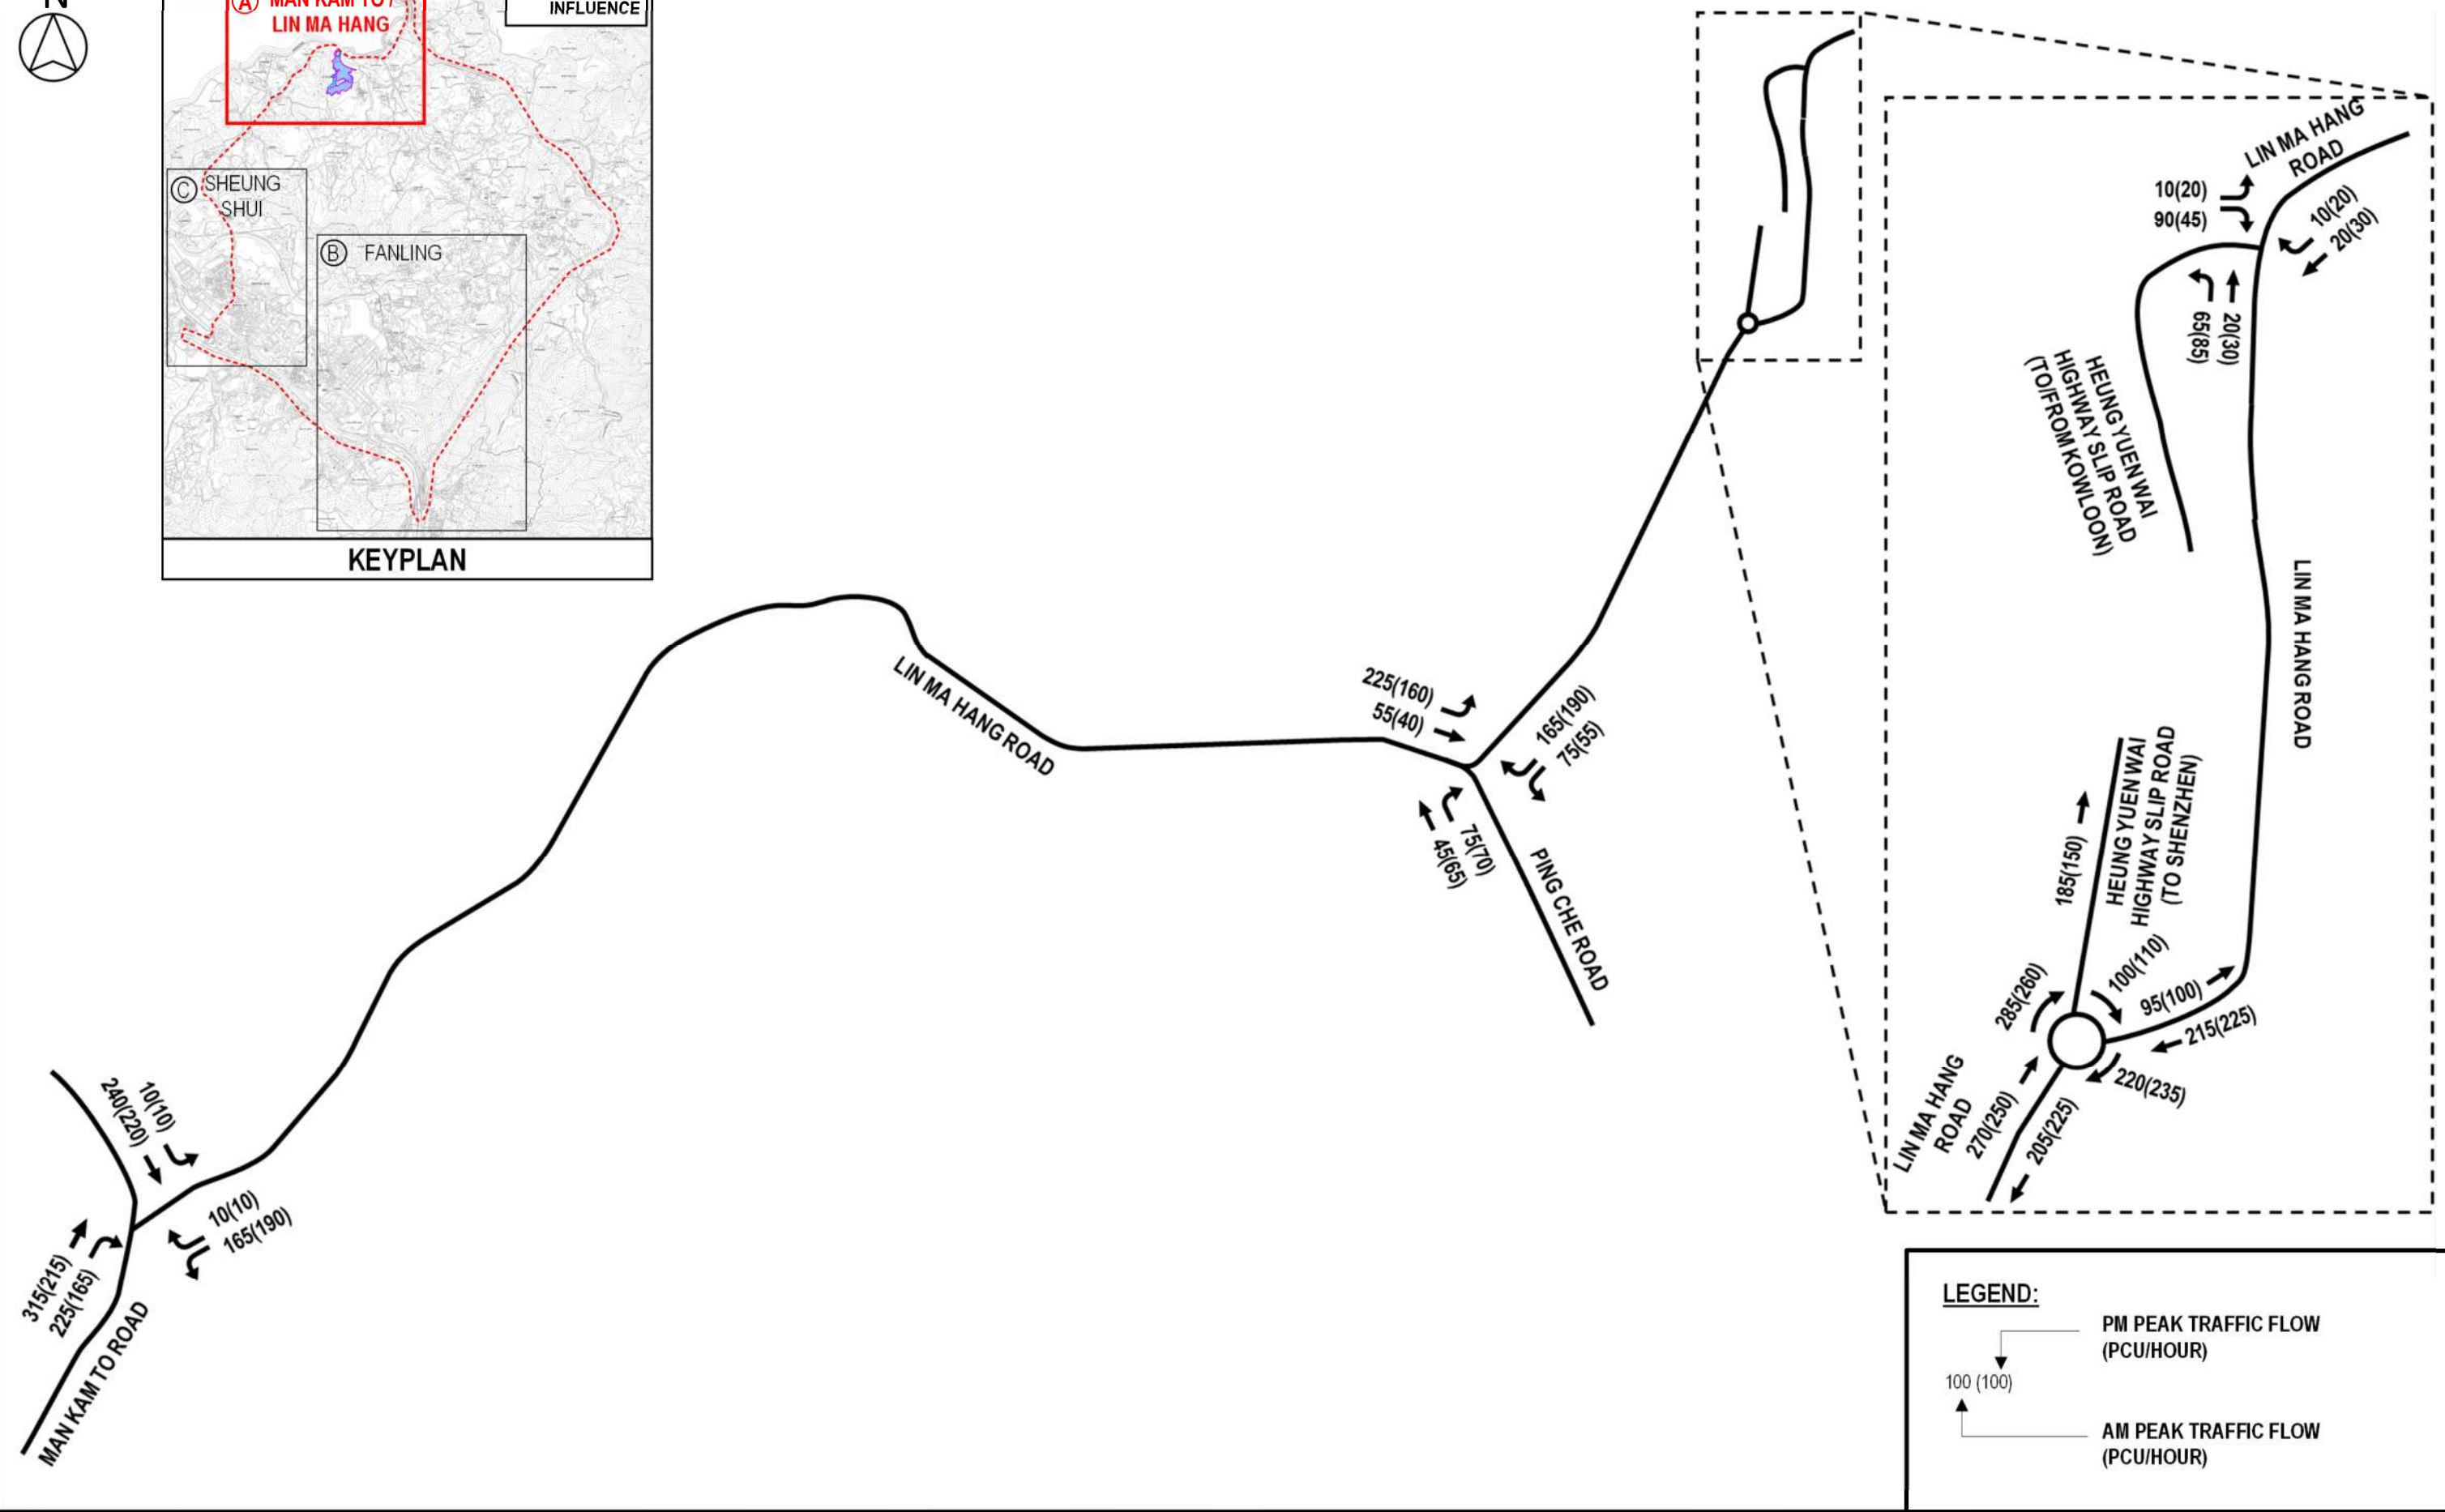 N
Ⓐ MAN KAM TO /
LIN MA HANG
INFLUENCE
Ⓒ SHEUNG
SHUI
Ⓑ FANLING
KEYPLAN
LIN MA HANG
ROAD
10(20)
90(45)
10(20)
20(30)
65(85)
20(30)
HEUNG YUEN WAI
HIGHWAY SLIP ROAD
(TO/FROM KOWLOON)
LIN MA HANG ROAD
185(150)
HEUNG YUEN WAI
HIGHWAY SLIP ROAD
(TO SHENZHEN)
285(260)
100(110)
95(100)
215(225)
220(235)
LIN MA HANG
ROAD
270(250)
205(225)
LIN MA HANG ROAD
225(160)
55(40)
165(190)
75(55)
75(70)
45(65)
PING CHE ROAD
240(220)
10(10)
10(10)
165(190)
315(215)
225(165)
MAN KAM TO ROAD
LEGEND:
PM PEAK TRAFFIC FLOW
(PCU/HOUR)
100 (100)
AM PEAK TRAFFIC FLOW
(PCU/HOUR)